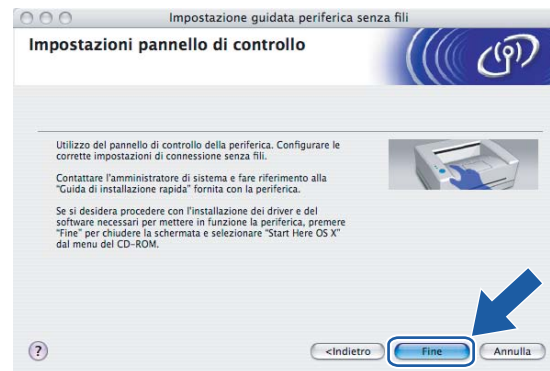 Impostazione guidata periferica senza fili
Impostazioni pannello di controllo
Utilizzo del pannello di controllo della periferica. Configurare le
corrette impostazioni di connessione senza fili.
Contattare l'amministratore di sistema e fare riferimento alla
"Guida di installazione rapida" fornita con la periferica.
Se si desidera procedere con l'installazione dei driver e del
software necessari per mettere in funzione la periferica, premere
"Fine" per chiudere la schermata e selezionare "Start Here OS X"
dal menu del CD-ROM.
?
<Indietro
Fine
Annulla